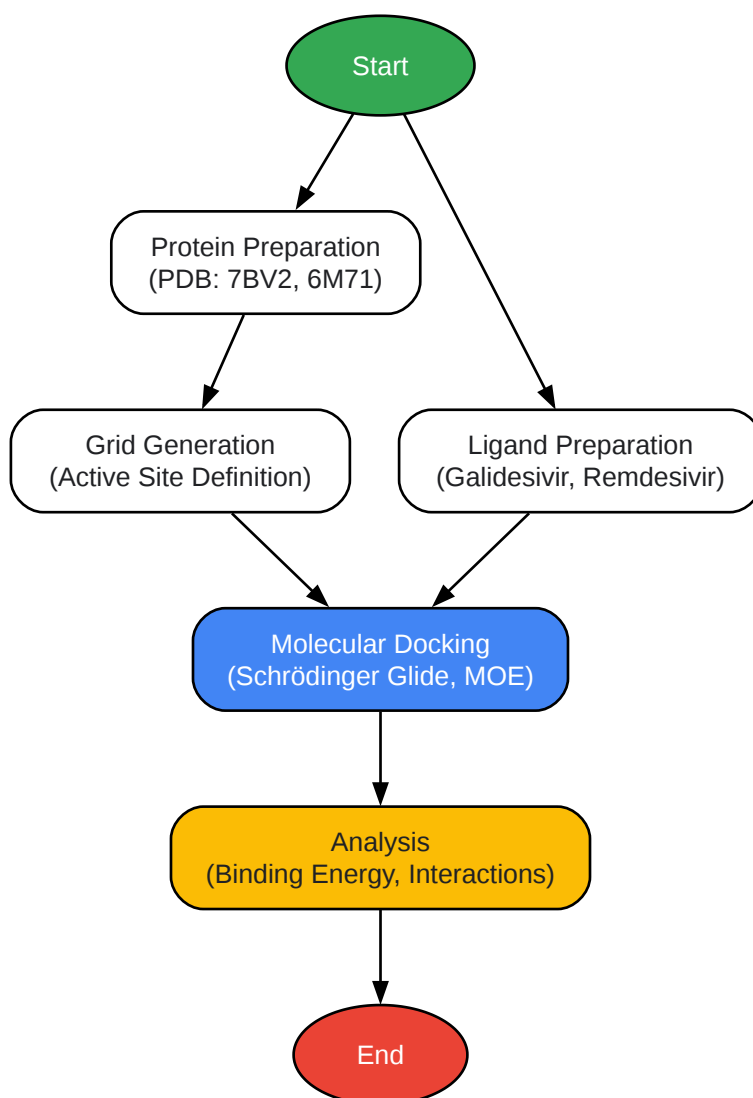 Start
Protein Preparation
(PDB: 7BV2, 6M71)
Grid Generation
(Active Site Definition)
Ligand Preparation
(Galidesivir, Remdesivir)
Molecular Docking
(Schrödinger Glide, MOE)
Analysis
(Binding Energy, Interactions)
End